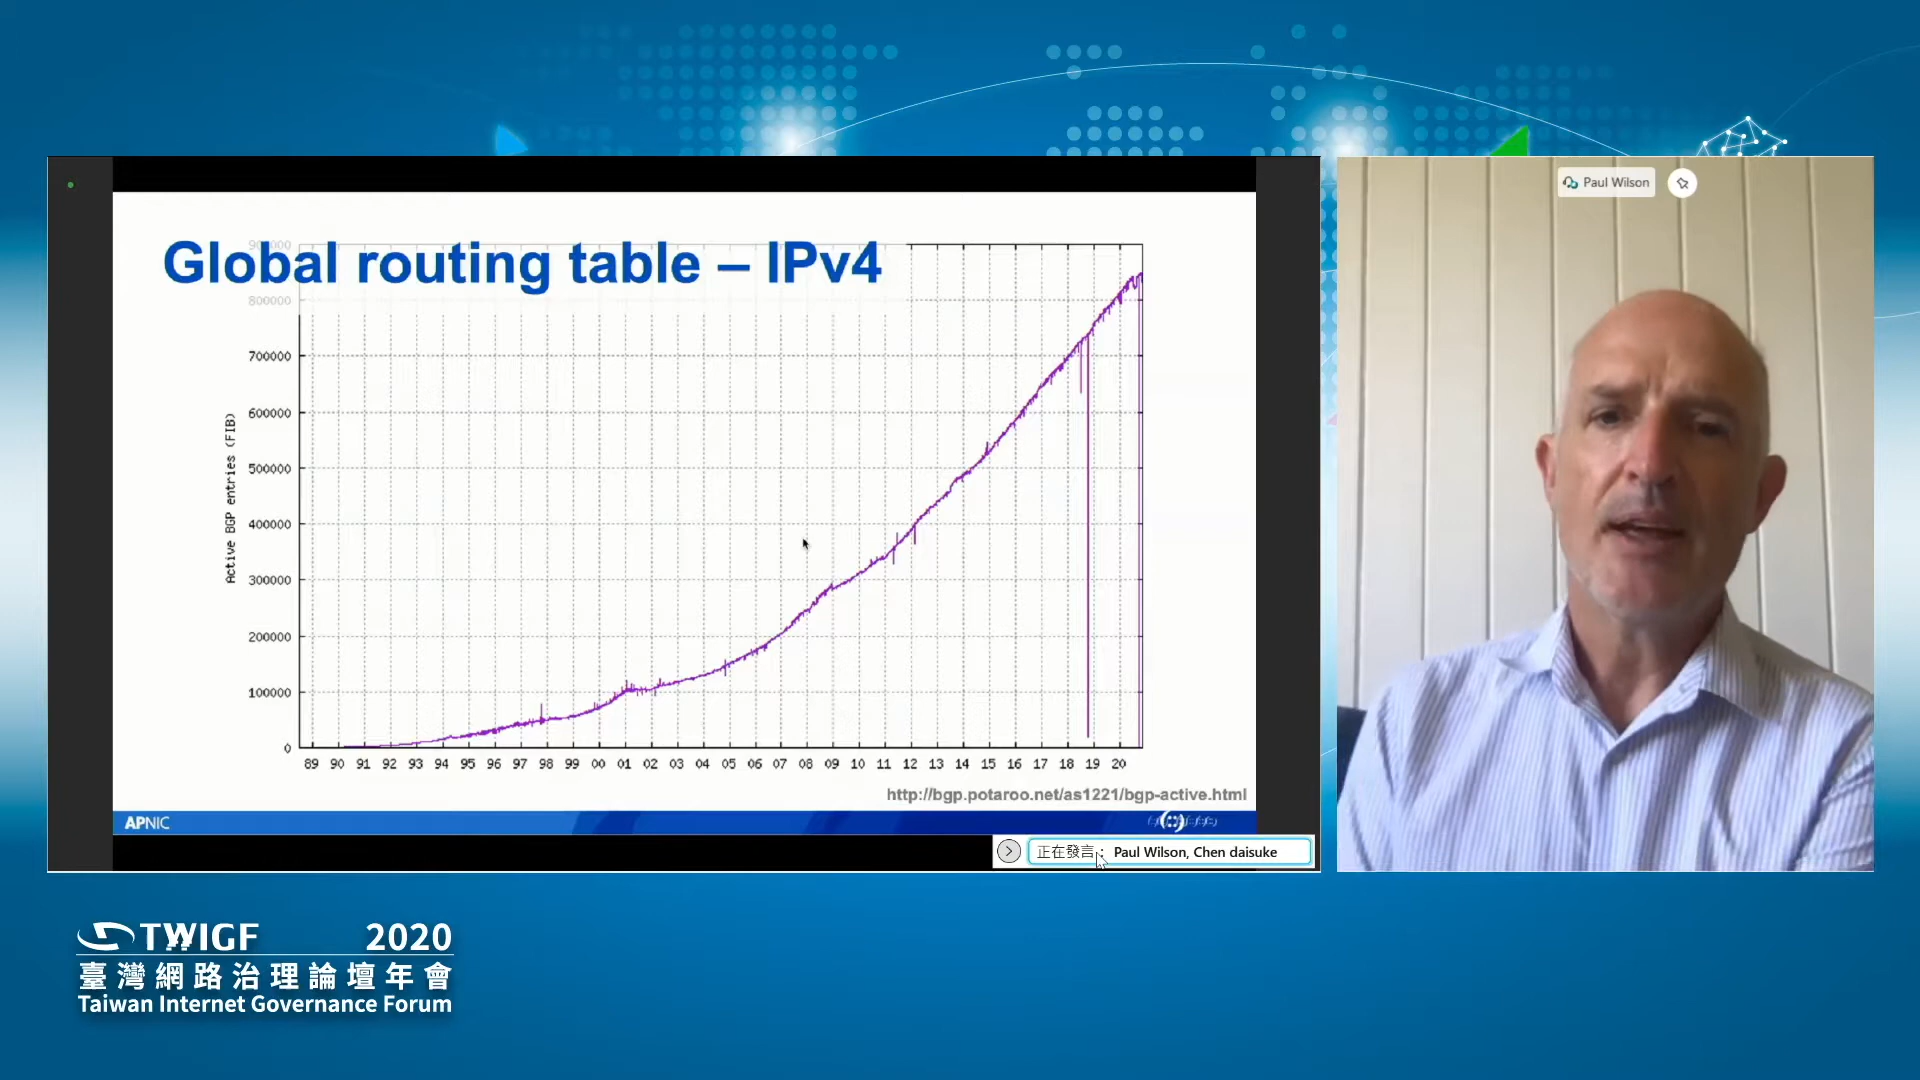 Global routing table – IPv4
900000
800000
700000
600000
500000
400000
300000
200000
100000
0
Active BGP entries (FIB)
89 90 91 92 93 94 95 96 97 98 99 00 01 02 03 04 05 06 07 08 09 10 11 12 13 14 15 16 17 18 19 20
http://bgp.potaroo.net/as1221/bgp-active.html
APNIC
正在發言： Paul Wilson, Chen daisuke
Paul Wilson
TWIGF 2020
臺灣網路治理論壇年會
Taiwan Internet Governance Forum